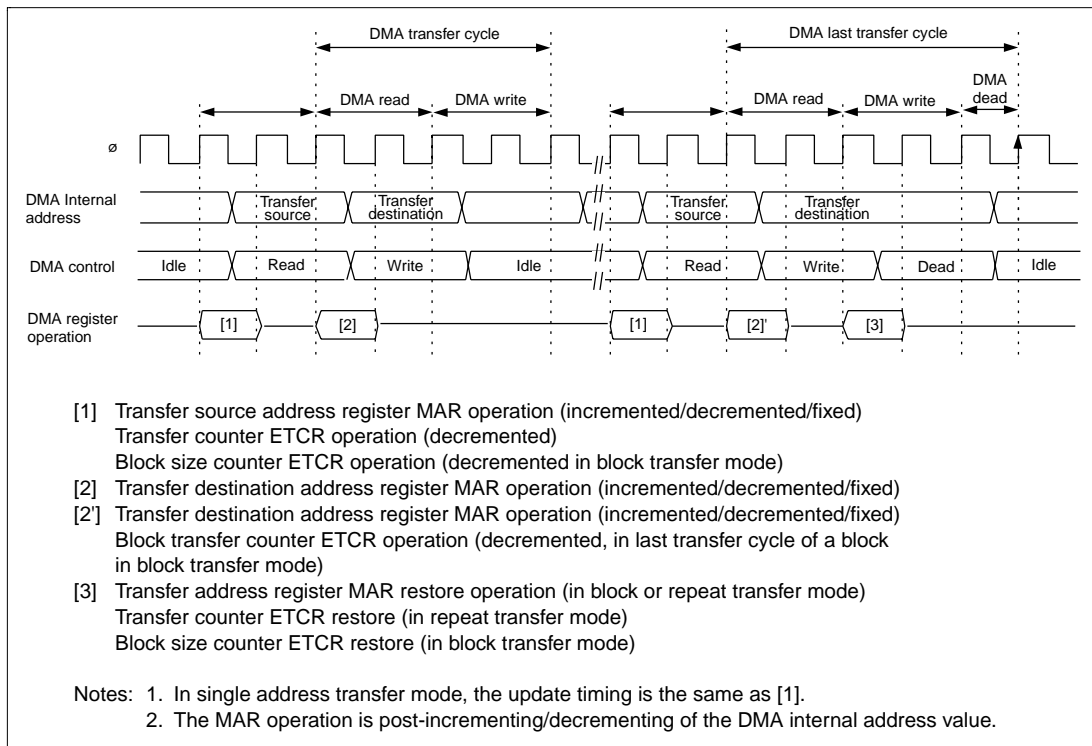 DMA transfer cycle
DMA last transfer cycle
DMA read
DMA write
DMA read
DMA write
DMA
dead
ø
DMA Internal
address
Transfer
source
Transfer
destination
Transfer
source
Transfer
destination
DMA control
Idle
Read
Write
Idle
Read
Write
Dead
Idle
DMA register
operation
[1]
[2]
[1]
[2]'
[3]
[1] Transfer source address register MAR operation (incremented/decremented/fixed)
Transfer counter ETCR operation (decremented)
Block size counter ETCR operation (decremented in block transfer mode)
[2] Transfer destination address register MAR operation (incremented/decremented/fixed)
[2'] Transfer destination address register MAR operation (incremented/decremented/fixed)
Block transfer counter ETCR operation (decremented, in last transfer cycle of a block
in block transfer mode)
[3] Transfer address register MAR restore operation (in block or repeat transfer mode)
Transfer counter ETCR restore (in repeat transfer mode)
Block size counter ETCR restore (in block transfer mode)
Notes: 1. In single address transfer mode, the update timing is the same as [1].
2. The MAR operation is post-incrementing/decrementing of the DMA internal address value.